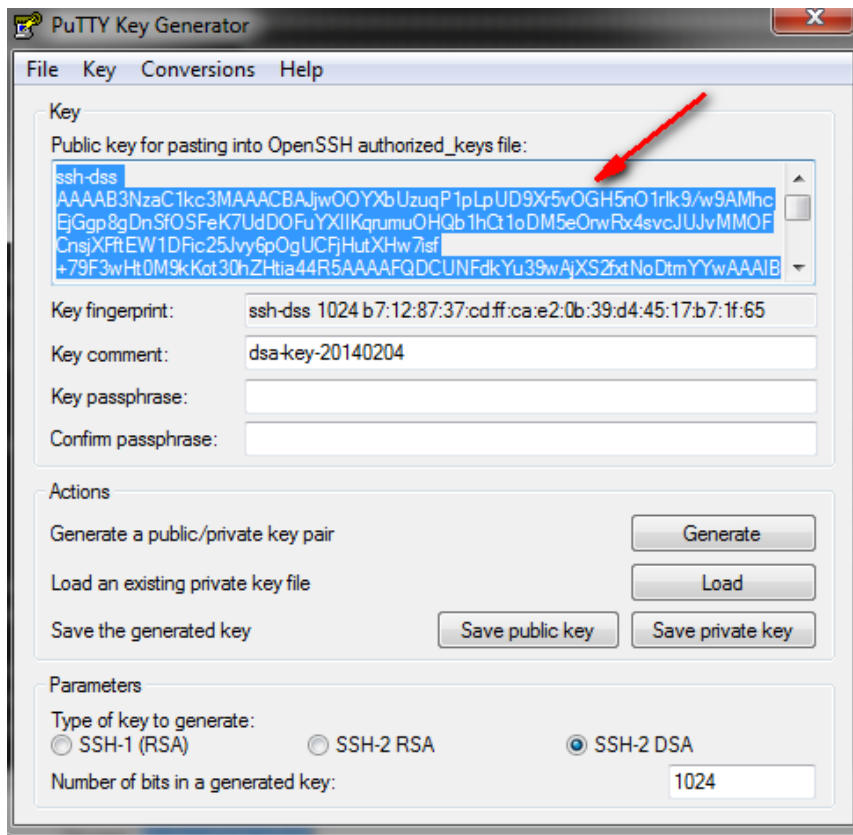 PuTTY Key Generator
File Key Conversions Help
Key
Public key for pasting into OpenSSH authorized_keys file:
ssh-dss
AAAAB3NzaC1kc3MAAACBAJjwOOYXbUzuqP1pLpUD9Xr5vOGH5nO1rIk9/w9AMhc
EjGgp8gDnSfOSFeK7UdDOFuYXIIKqrumuOHQb1hCt1oDM5eOrwRx4svcJUJvMMOF
CnsjXFftEW1DFic25Jvy6pOgUCFjHutXHw7isf
+79F3wHt0M9kKot30hZHtia44R5AAAAFQDCUNFdkYu39wAjXS2fxtNoDtmYYwAAAIB
Key fingerprint: ssh-dss 1024 b7:12:87:37:cd:ff:ca:e2:0b:39:d4:45:17:b7:1f:65
Key comment: dsa-key-20140204
Key passphrase:
Confirm passphrase:
Actions
Generate a public/private key pair Generate
Load an existing private key file Load
Save the generated key Save public key Save private key
Parameters
Type of key to generate:
SSH-1 (RSA) SSH-2 RSA SSH-2 DSA
Number of bits in a generated key: 1024